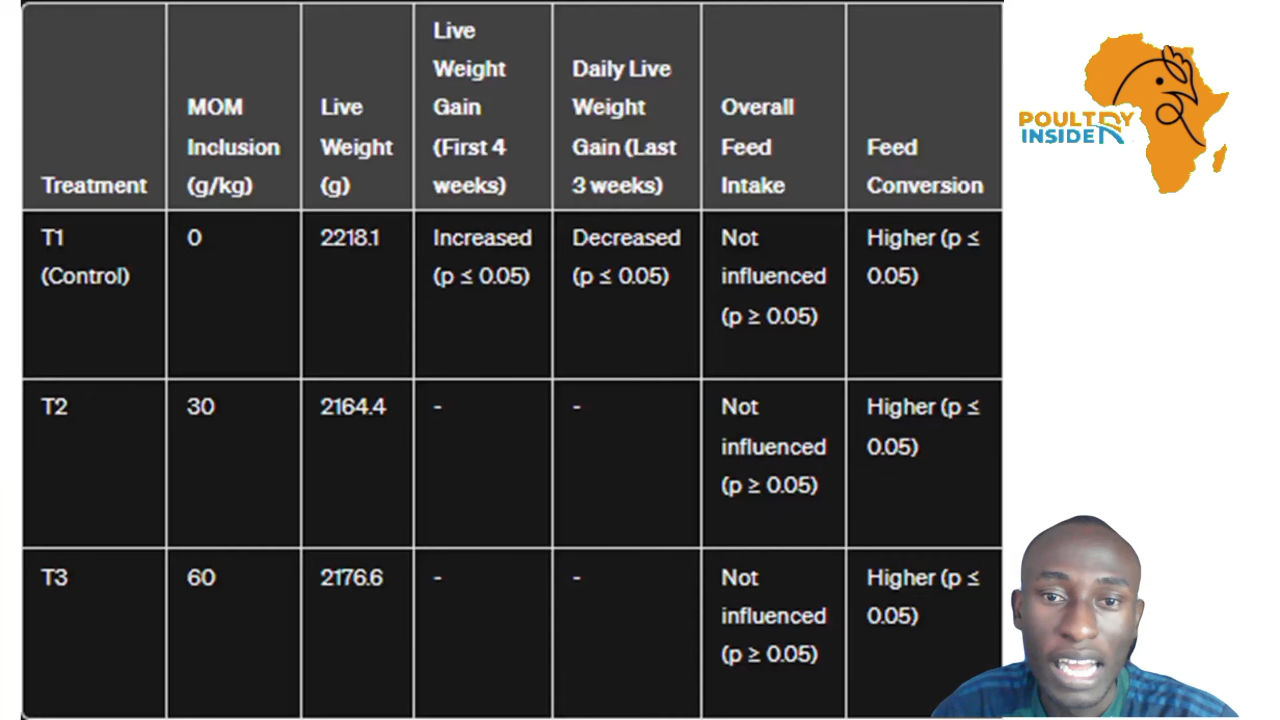 Treatment
MOM
Inclusion
(g/kg)
Live
Weight
(g)
Live
Weight
Gain
(First 4
weeks)
Daily Live
Weight
Gain (Last
3 weeks)
Overall
Feed
Intake
Feed
Conversion
T1
(Control)
0
2218.1
Increased
(p ≤ 0.05)
Decreased
(p ≤ 0.05)
Not
influenced
(p ≥ 0.05)
Higher (p ≤
0.05)
T2
30
2164.4
-
-
Not
influenced
(p ≥ 0.05)
Higher (p ≤
0.05)
T3
60
2176.6
-
-
Not
influenced
(p ≥ 0.05)
Higher (p ≤
0.05)
POULTRY
INSIDER